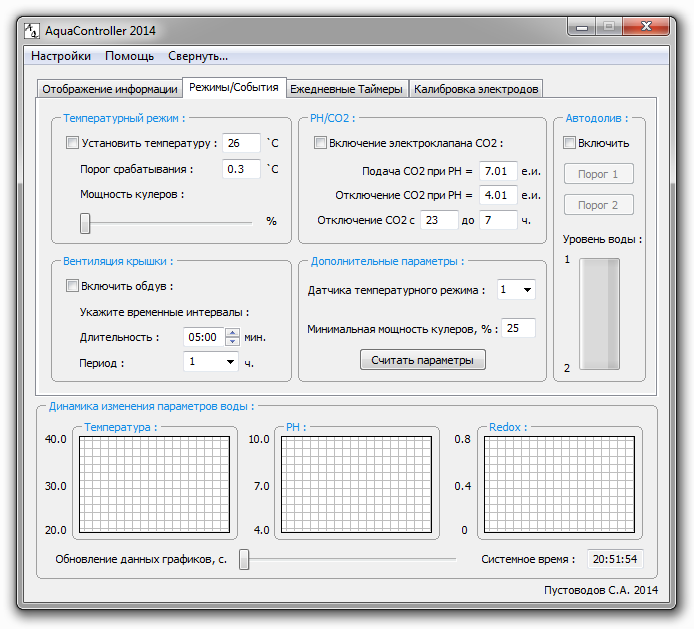 AquaController 2014
Настройки Помощь Свернуть...
Отображение информации Режимы/События Ежедневные Таймеры Калибровка электродов
Температурный режим :
Установить температуру : 26 `C
Порог срабатывания : 0.3 `C
Мощность кулеров :
%
PH/CO2 :
Включение электроклапана CO2 :
Подача CO2 при PH = 7.01 е.и.
Отключение CO2 при PH = 4.01 е.и.
Отключение CO2 с 23 до 7 ч.
Автодолив :
Включить
Порог 1
Порог 2
Уровень воды :
1
2
Вентиляция крышки :
Включить обдув :
Укажите временные интервалы :
Длительность : 05:00 мин.
Период : 1 ч.
Дополнительные параметры :
Датчика температурного режима : 1
Минимальная мощность кулеров, % : 25
Считать параметры
Динамика изменения параметров воды :
Температура :
40.0
30.0
20.0
PH :
10.0
7.0
4.0
Redox :
0.8
0.4
0
Обновление данных графиков, с.
Системное время : 20:51:54
Пустоводов С.А. 2014